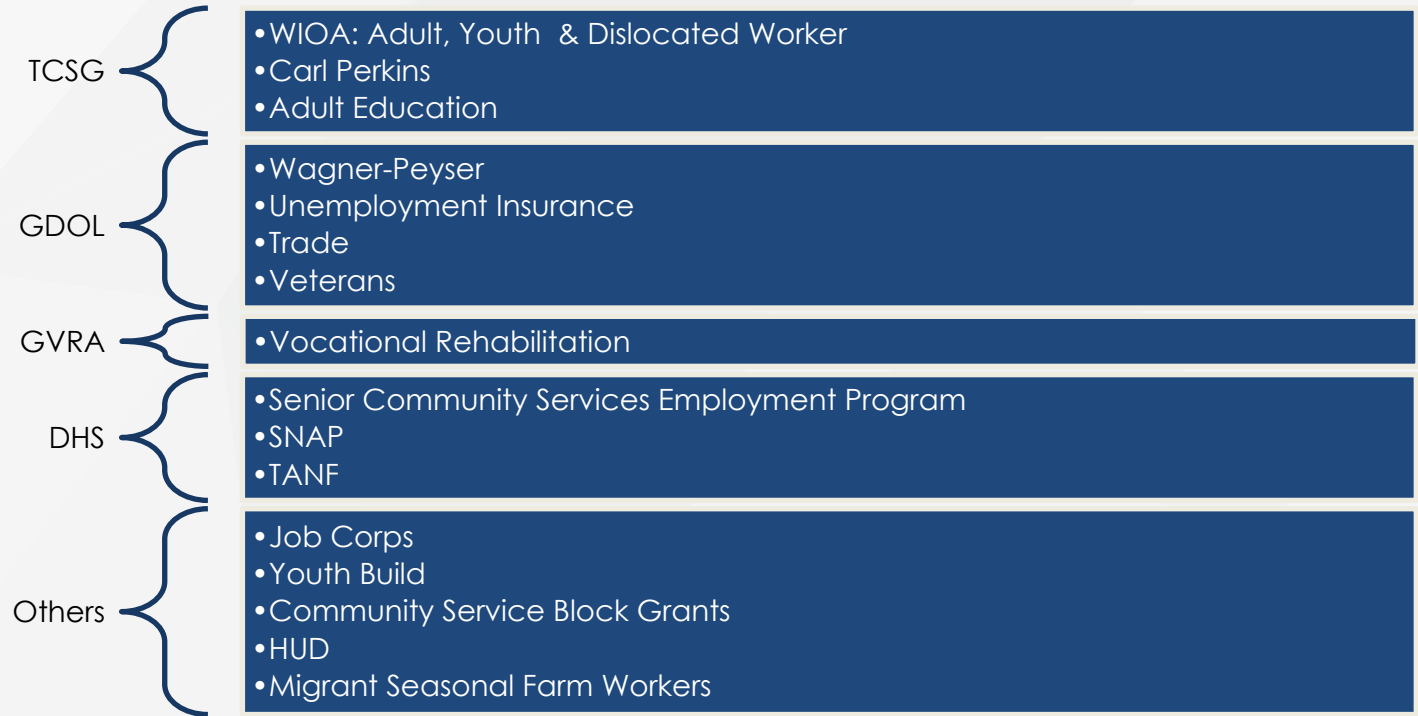 TCSG
•WIOA: Adult, Youth & Dislocated Worker
•Carl Perkins
•Adult Education
GDOL
•Wagner-Peyser
•Unemployment Insurance
•Trade
•Veterans
GVRA
•Vocational Rehabilitation
DHS
•Senior Community Services Employment Program
•SNAP
•TANF
Others
•Job Corps
•Youth Build
•Community Service Block Grants
•HUD
•Migrant Seasonal Farm Workers